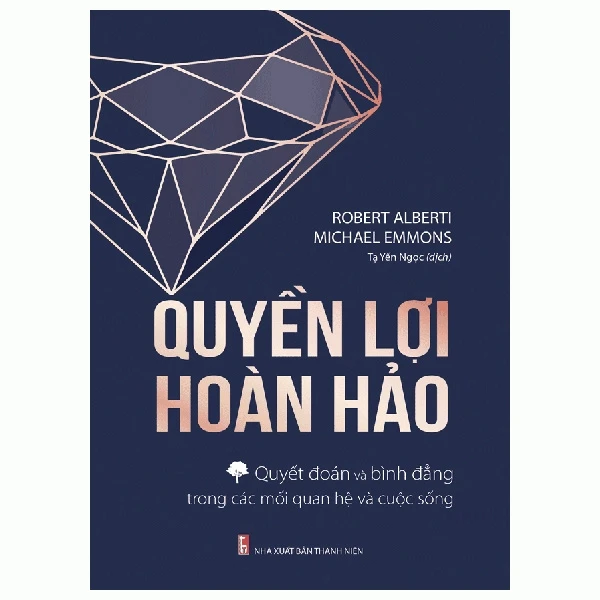 ROBERT ALBERTI
MICHAEL EMMONS
Tạ Yên Ngọc (dịch)
QUYỀN LỢI
HOÀN HẢO
Quyết đoán và bình đẳng
trong các mối quan hệ và cuộc sống
NHÀ XUẤT BẢN THANH NIÊN